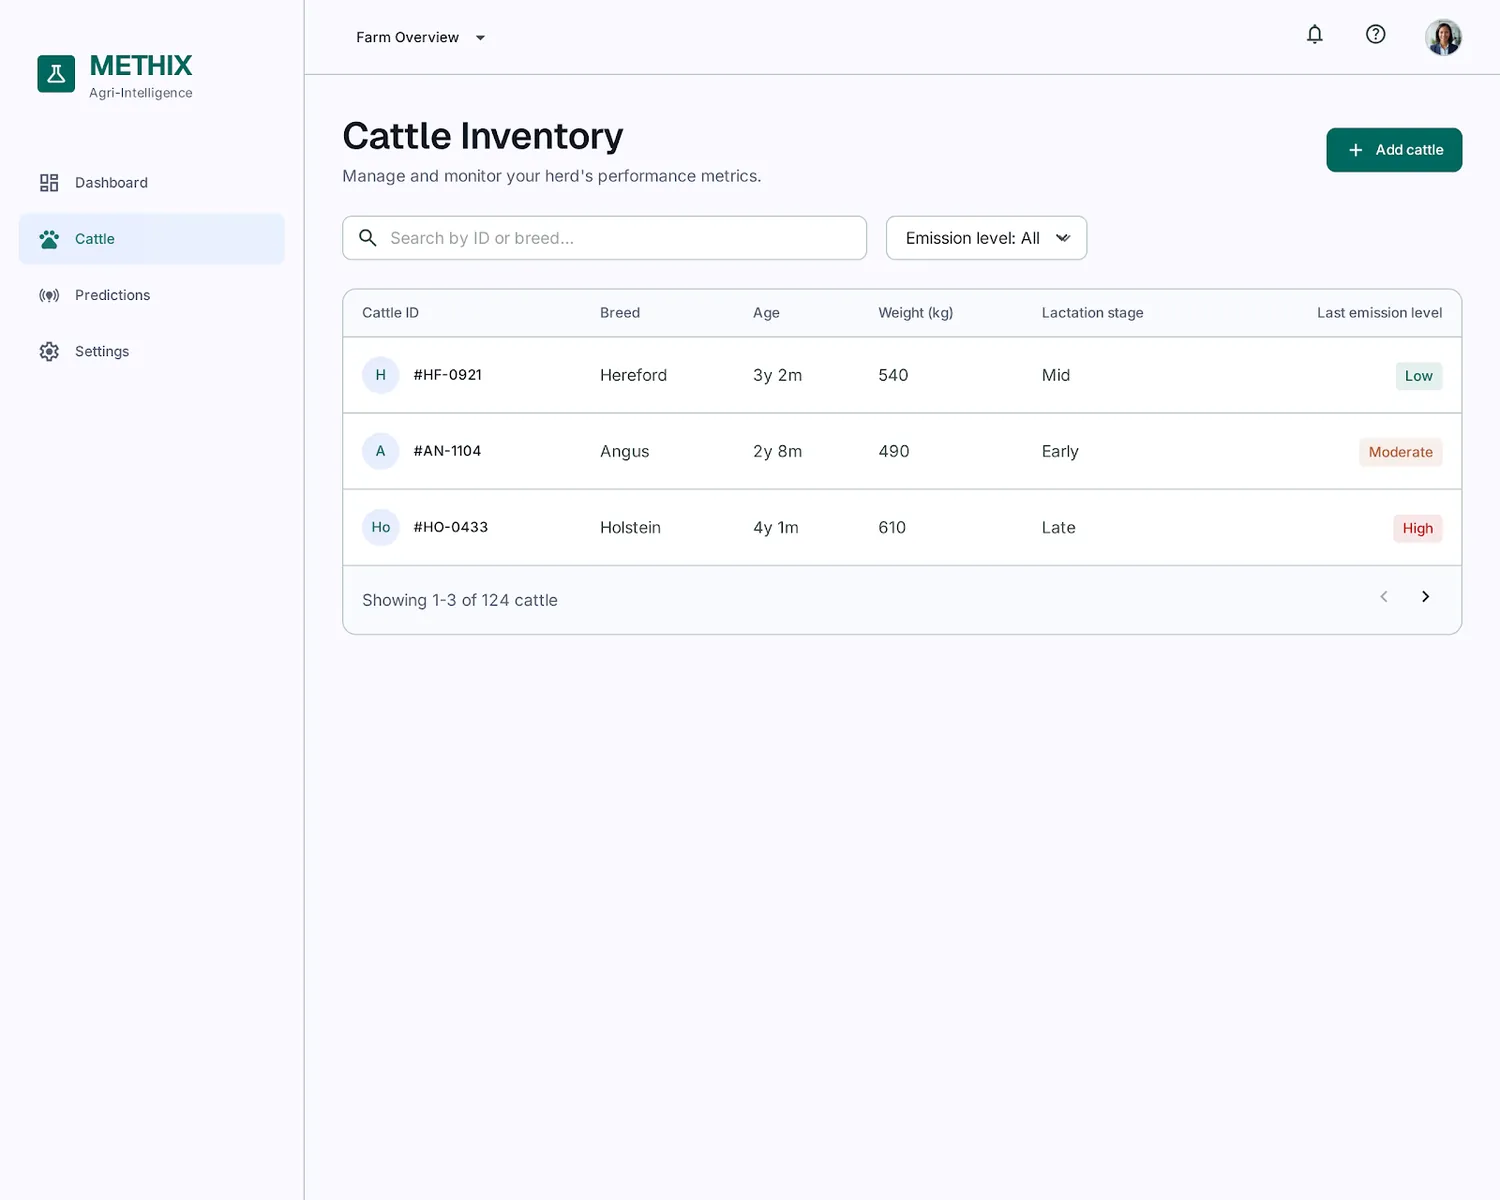 METHIX
Agri-Intelligence
Dashboard
Cattle
Predictions
Settings
Farm Overview
Cattle Inventory
Manage and monitor your herd's performance metrics.
Add cattle
Search by ID or breed...
Emission level: All
Cattle ID Breed Age Weight (kg) Lactation stage Last emission level
H #HF-0921 Hereford 3y 2m 540 Mid Low
A #AN-1104 Angus 2y 8m 490 Early Moderate
Ho #HO-0433 Holstein 4y 1m 610 Late High
Showing 1-3 of 124 cattle